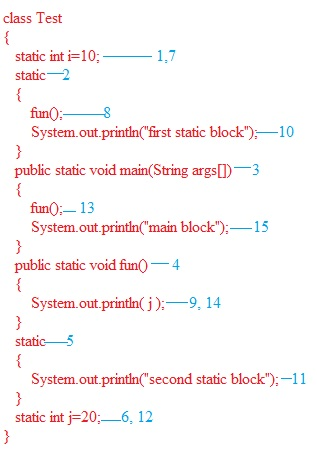 class Test
{
static int i=10; 1,7
static 2
{
fun(); 8
System.out.println("first static block"); 10
}
public static void main(String args[]) 3
{
fun(); 13
System.out.println("main block"); 15
}
public static void fun() 4
{
System.out.println( j ); 9, 14
}
static 5
{
System.out.println("second static block"); 11
}
static int j=20; 6, 12
}